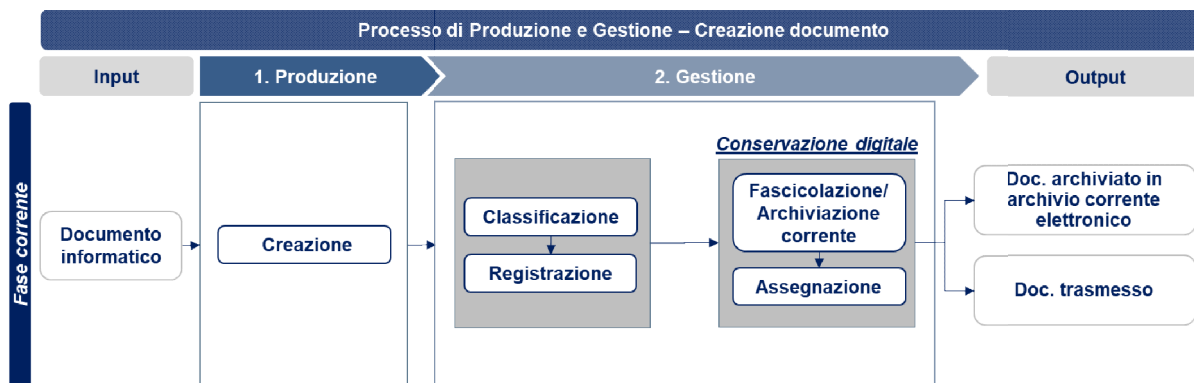 Processo di Produzione e Gestione – Creazione documento
Input
1. Produzione
2. Gestione
Output
Fase corrente
Documento
informatico
Creazione
Classificazione
Registrazione
Conservazione digitale
Fascicolazione/
Archiviazione
corrente
Assegnazione
Doc. archiviato in
archivio corrente
elettronico
Doc. trasmesso